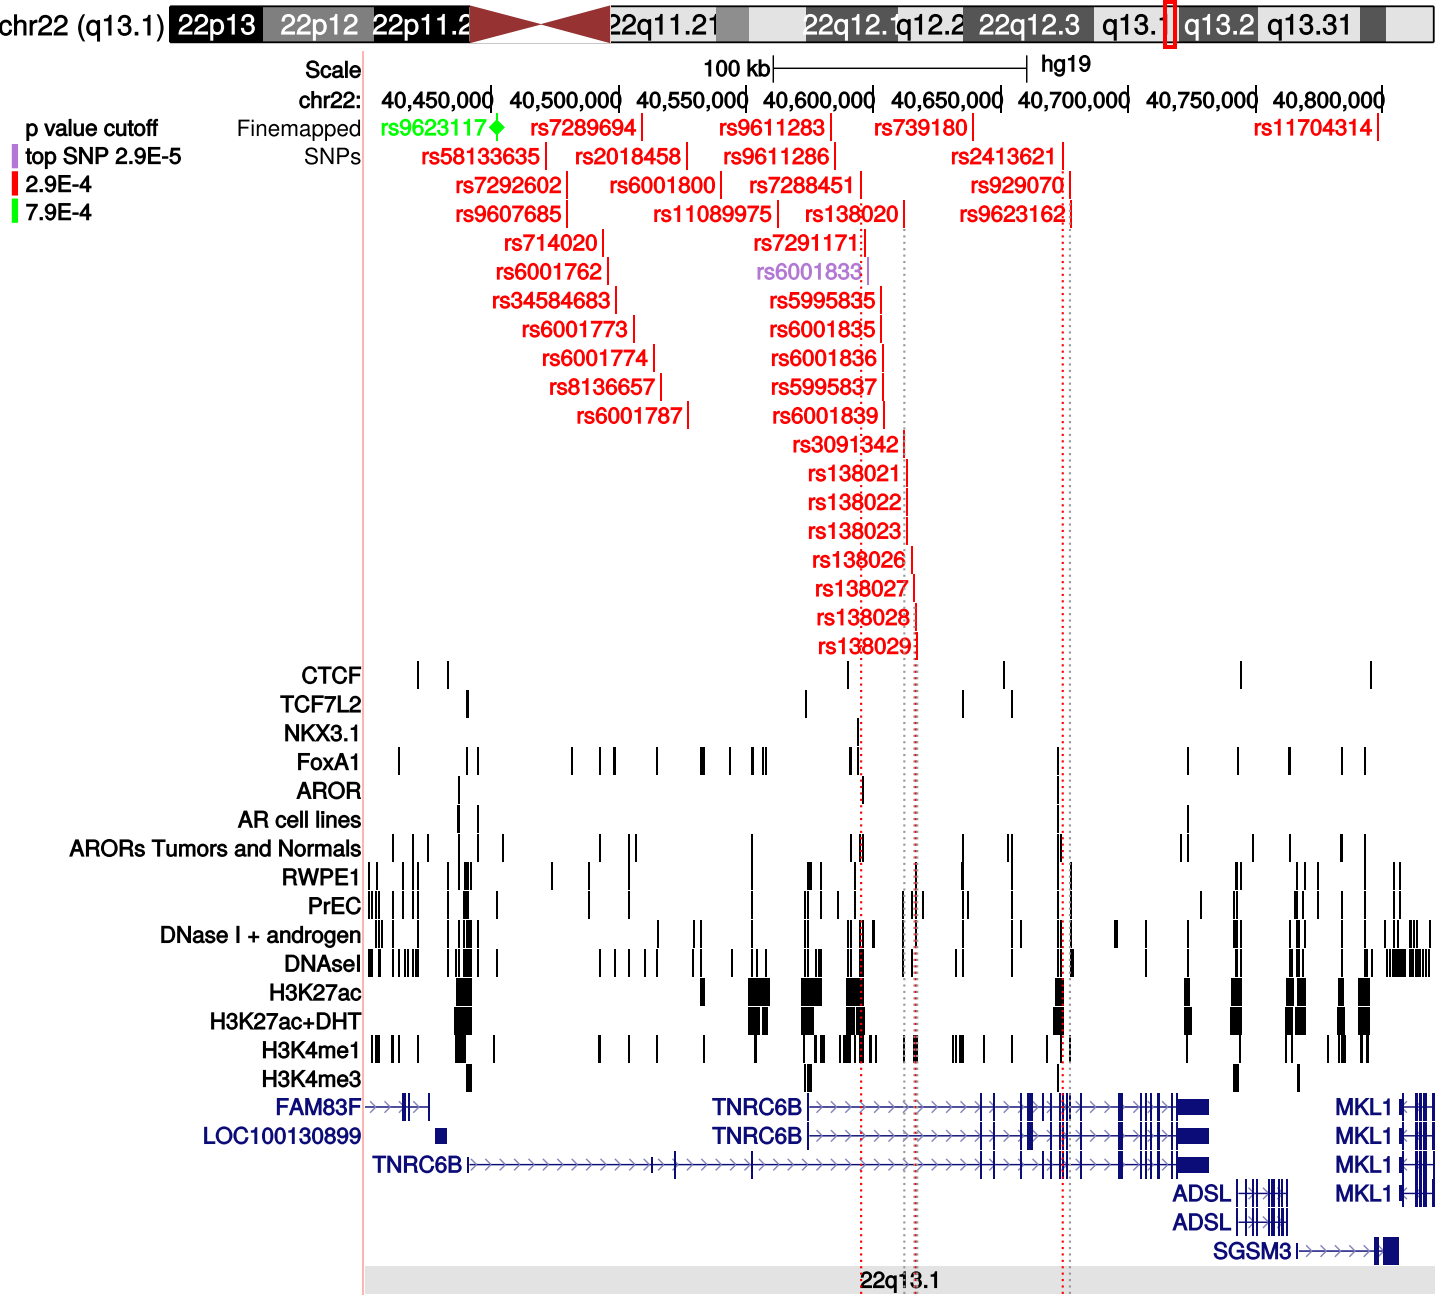 chr22 (q13.1) 22p13 22p12 22p11.2 22q11.21 22q12.1 q12.2 22q12.3 q13.1 q13.2 q13.31
Scale 100 kb hg19
chr22: 40,450,000 40,500,000 40,550,000 40,600,000 40,650,000 40,700,000 40,750,000 40,800,000
p value cutoff Finemapped rs9623117 rs7289694 rs9611283 rs739180 rs11704314
top SNP 2.9E-5 SNPs rs58133635 rs2018458 rs9611286 rs2413621
2.9E-4 rs7292602 rs6001800 rs7288451 rs929070
7.9E-4 rs9607685 rs11089975 rs138020 rs9623162
rs714020 rs7291171
rs6001762 rs6001833
rs34584683 rs5995835
rs6001773 rs6001835
rs6001774 rs6001836
rs8136657 rs5995837
rs6001787 rs6001839
rs3091342
rs138021
rs138022
rs138023
rs138026
rs138027
rs138028
rs138029
CTCF
TCF7L2
NKX3.1
FoxA1
AROR
AR cell lines
ARORs Tumors and Normals
RWPE1
PrEC
DNase I + androgen
DNAseI
H3K27ac
H3K27ac+DHT
H3K4me1
H3K4me3
FAM83F TNRC6B MKL1
LOC100130899 TNRC6B MKL1
TNRC6B MKL1
ADSL MKL1
ADSL
SGSM3
22q13.1